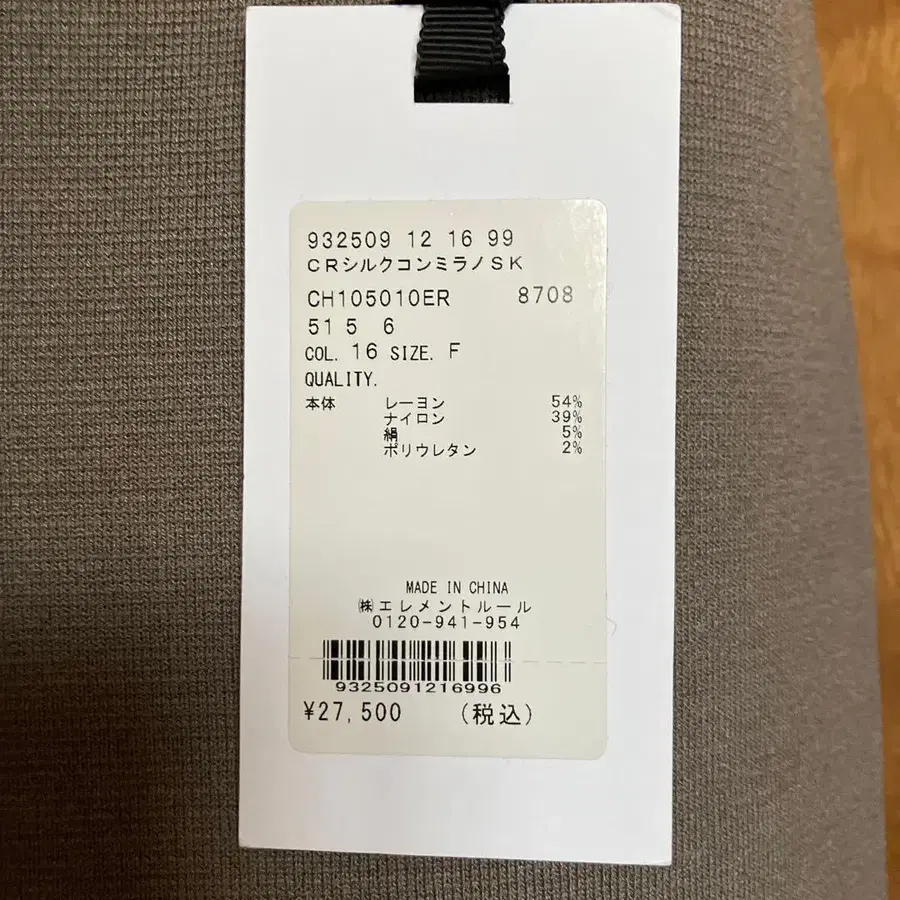 932509 12 16 99
CRシルクコンミラノSK
CH105010ER 8708
51 5 6
COL. 16 SIZE. F
QUALITY.
本体 レーヨン 54%
ナイロン 39%
絹 5%
ポリウレタン 2%
MADE IN CHINA
㈱エレメントルール
0120-941-954
9325091216996
¥27,500 (税込)